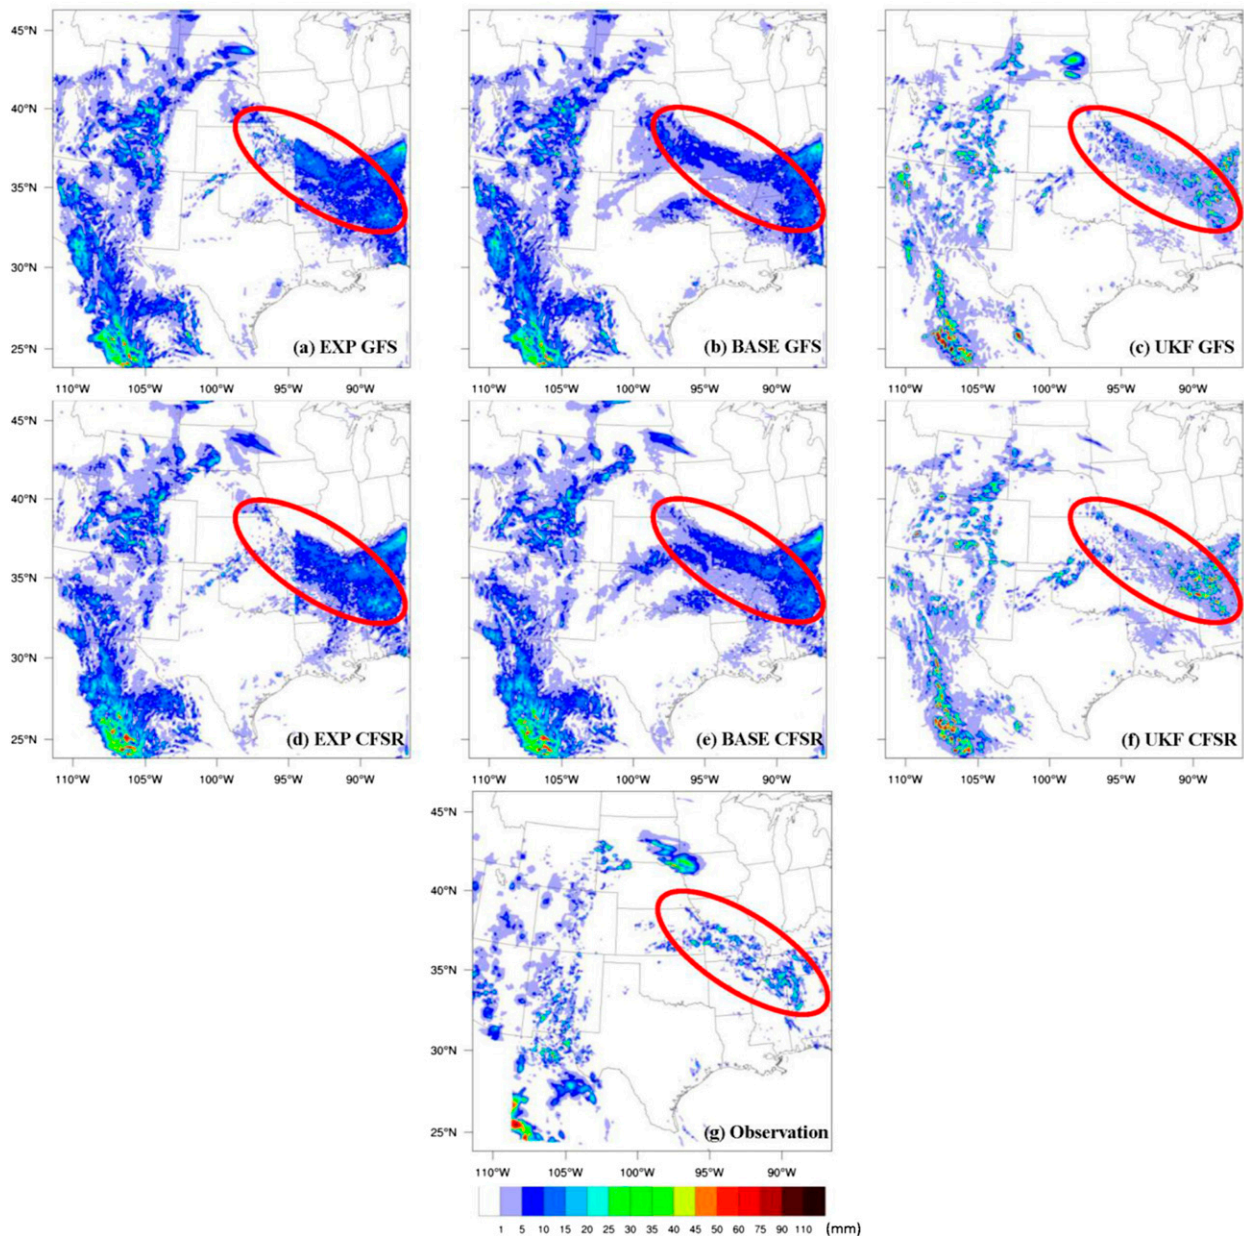 45°N
40°N
35°N
30°N
25°N
(a) EXP GFS
(b) BASE GFS
(c) UKF GFS
110°W 105°W 100°W 95°W 90°W
110°W 105°W 100°W 95°W 90°W
110°W 105°W 100°W 95°W 90°W
45°N
40°N
35°N
30°N
25°N
(d) EXP CFSR
(e) BASE CFSR
(f) UKF CFSR
110°W 105°W 100°W 95°W 90°W
110°W 105°W 100°W 95°W 90°W
110°W 105°W 100°W 95°W 90°W
45°N
40°N
35°N
30°N
25°N
(g) Observation
110°W 105°W 100°W 95°W 90°W
1 5 10 15 20 25 30 35 40 45 50 60 75 90 110 (mm)